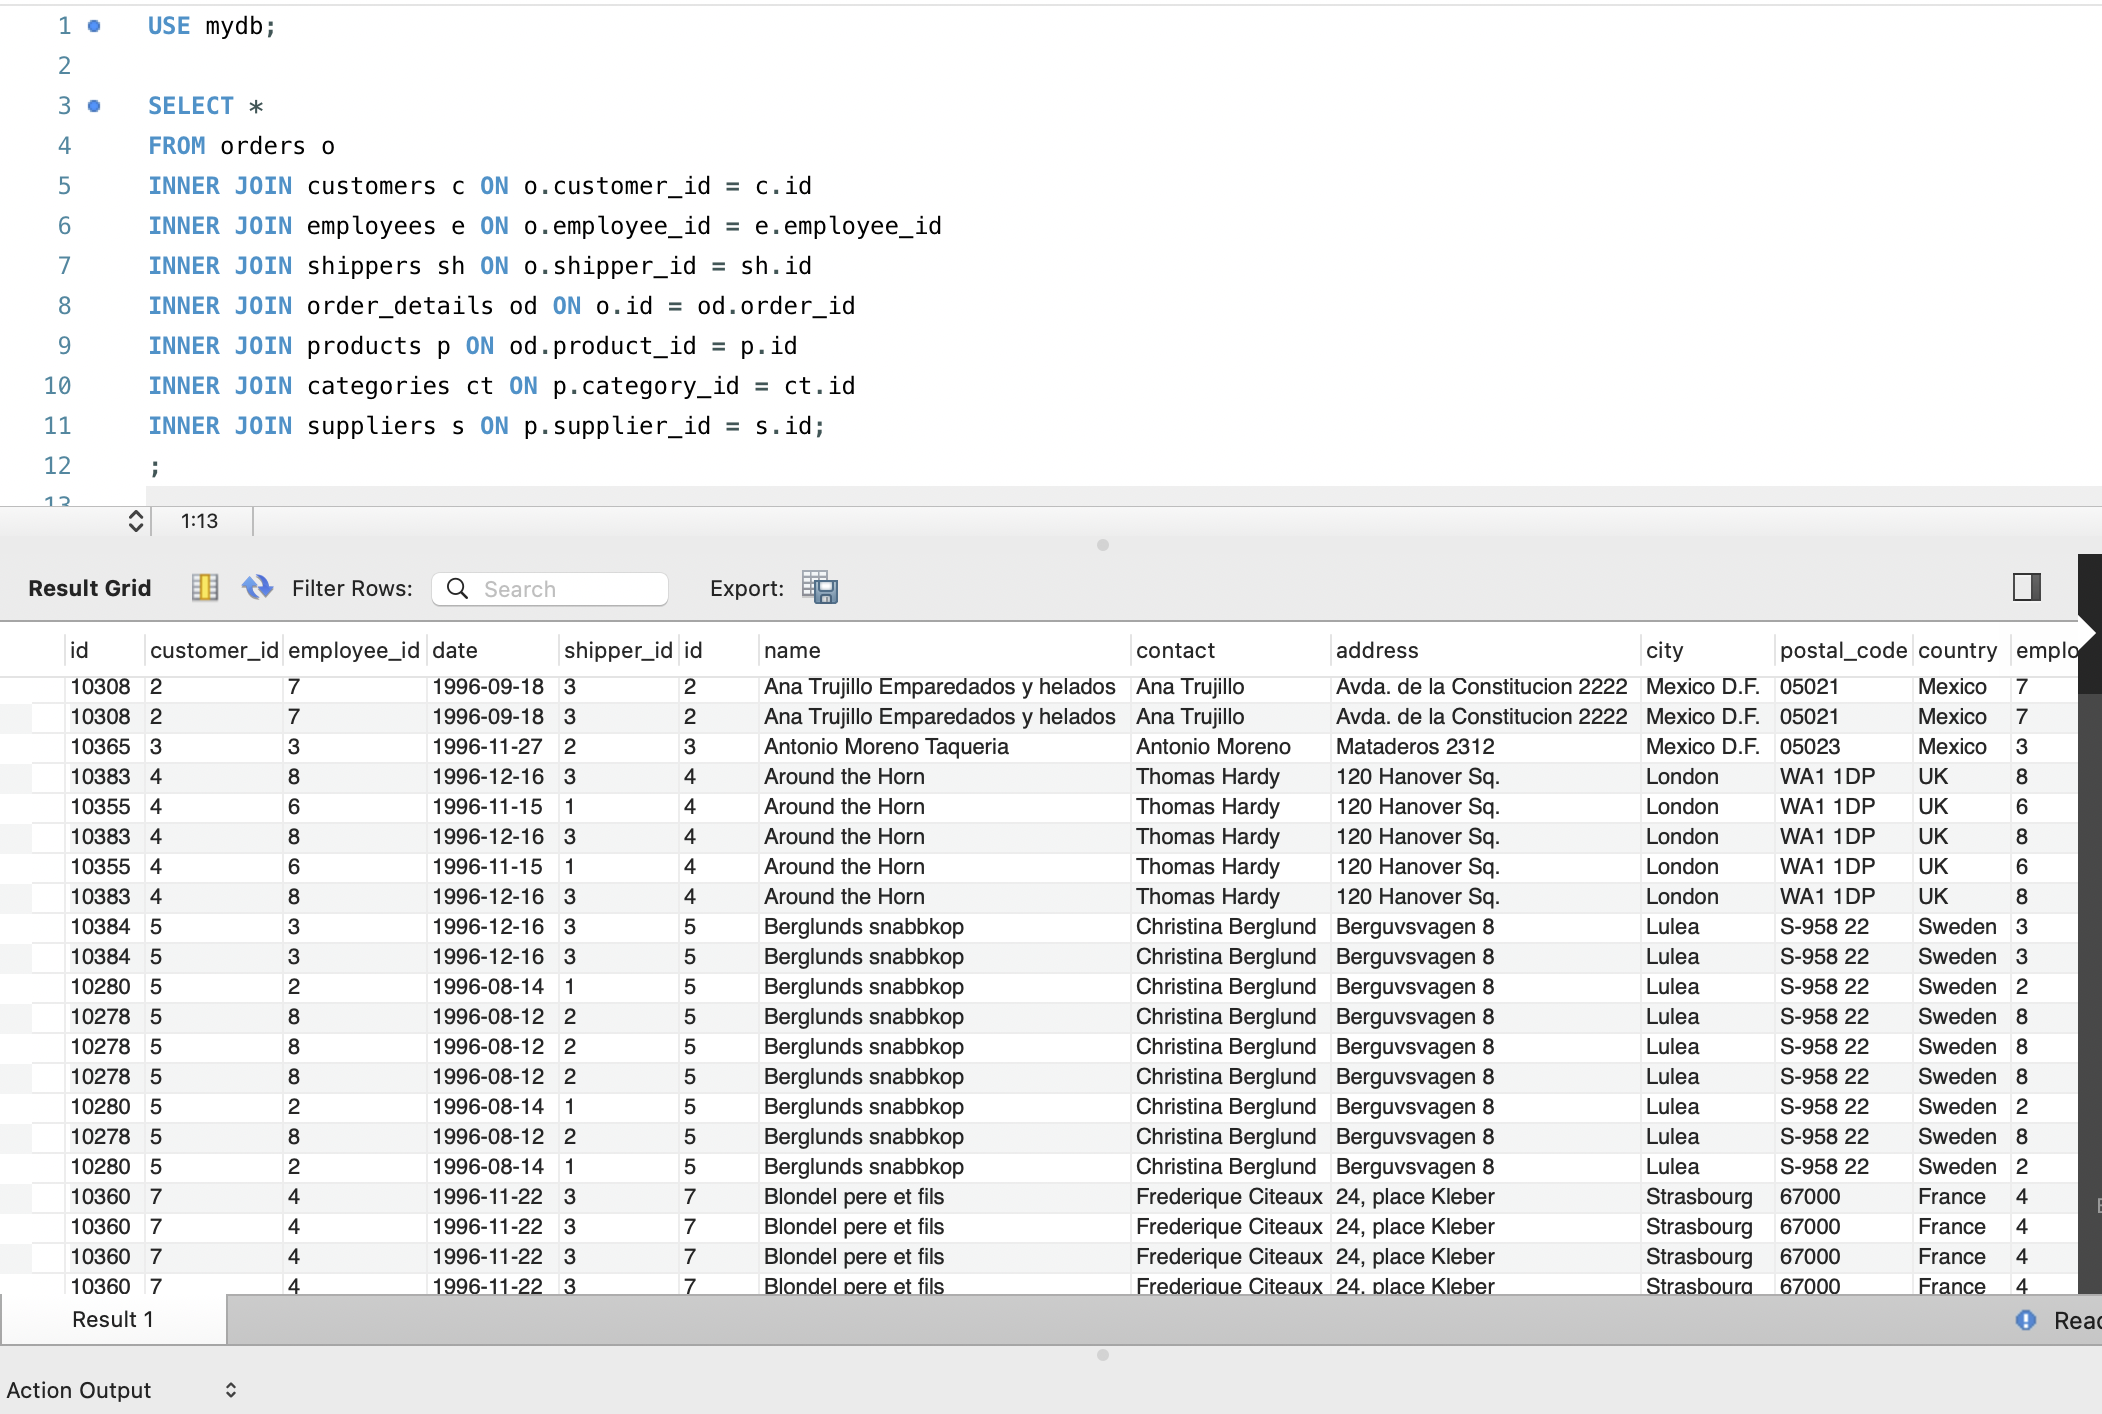 1 USE mydb;
2
3 SELECT *
4 FROM orders o
5 INNER JOIN customers c ON o.customer_id = c.id
6 INNER JOIN employees e ON o.employee_id = e.employee_id
7 INNER JOIN shippers sh ON o.shipper_id = sh.id
8 INNER JOIN order_details od ON o.id = od.order_id
9 INNER JOIN products p ON od.product_id = p.id
10 INNER JOIN categories ct ON p.category_id = ct.id
11 INNER JOIN suppliers s ON p.supplier_id = s.id;
12 ;
13
1:13
Result Grid Filter Rows: Search Export:
id customer_id employee_id date shipper_id id name contact address city postal_code country emplo
10308 2 7 1996-09-18 3 2 Ana Trujillo Emparedados y helados Ana Trujillo Avda. de la Constitucion 2222 Mexico D.F. 05021 Mexico 7
10308 2 7 1996-09-18 3 2 Ana Trujillo Emparedados y helados Ana Trujillo Avda. de la Constitucion 2222 Mexico D.F. 05021 Mexico 7
10365 3 3 1996-11-27 2 3 Antonio Moreno Taqueria Antonio Moreno Mataderos 2312 Mexico D.F. 05023 Mexico 3
10383 4 8 1996-12-16 3 4 Around the Horn Thomas Hardy 120 Hanover Sq. London WA1 1DP UK 8
10355 4 6 1996-11-15 1 4 Around the Horn Thomas Hardy 120 Hanover Sq. London WA1 1DP UK 6
10383 4 8 1996-12-16 3 4 Around the Horn Thomas Hardy 120 Hanover Sq. London WA1 1DP UK 8
10355 4 6 1996-11-15 1 4 Around the Horn Thomas Hardy 120 Hanover Sq. London WA1 1DP UK 6
10383 4 8 1996-12-16 3 4 Around the Horn Thomas Hardy 120 Hanover Sq. London WA1 1DP UK 8
10384 5 3 1996-12-16 3 5 Berglunds snabbkop Christina Berglund Berguvsvagen 8 Lulea S-958 22 Sweden 3
10384 5 3 1996-12-16 3 5 Berglunds snabbkop Christina Berglund Berguvsvagen 8 Lulea S-958 22 Sweden 3
10280 5 2 1996-08-14 1 5 Berglunds snabbkop Christina Berglund Berguvsvagen 8 Lulea S-958 22 Sweden 2
10278 5 8 1996-08-12 2 5 Berglunds snabbkop Christina Berglund Berguvsvagen 8 Lulea S-958 22 Sweden 8
10278 5 8 1996-08-12 2 5 Berglunds snabbkop Christina Berglund Berguvsvagen 8 Lulea S-958 22 Sweden 8
10278 5 8 1996-08-12 2 5 Berglunds snabbkop Christina Berglund Berguvsvagen 8 Lulea S-958 22 Sweden 8
10280 5 2 1996-08-14 1 5 Berglunds snabbkop Christina Berglund Berguvsvagen 8 Lulea S-958 22 Sweden 2
10278 5 8 1996-08-12 2 5 Berglunds snabbkop Christina Berglund Berguvsvagen 8 Lulea S-958 22 Sweden 8
10280 5 2 1996-08-14 1 5 Berglunds snabbkop Christina Berglund Berguvsvagen 8 Lulea S-958 22 Sweden 2
10360 7 4 1996-11-22 3 7 Blondel pere et fils Frederique Citeaux 24, place Kleber Strasbourg 67000 France 4
10360 7 4 1996-11-22 3 7 Blondel pere et fils Frederique Citeaux 24, place Kleber Strasbourg 67000 France 4
10360 7 4 1996-11-22 3 7 Blondel pere et fils Frederique Citeaux 24, place Kleber Strasbourg 67000 France 4
10360 7 4 1996-11-22 3 7 Blondel pere et fils Frederique Citeaux 24, place Kleber Strasbourg 67000 France 4
Result 1 Read
Action Output